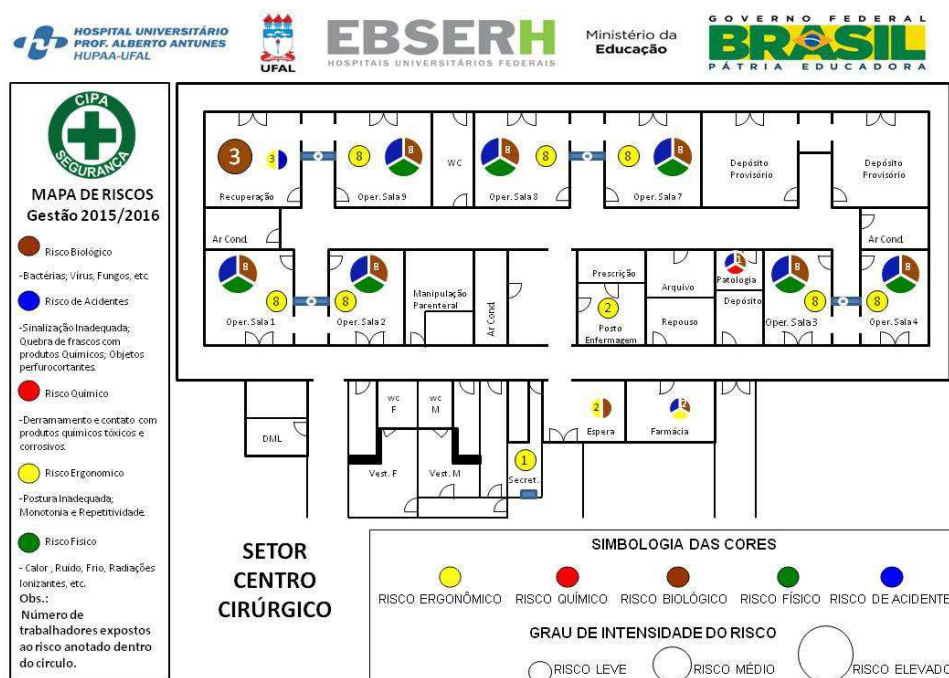 HOSPITAL UNIVERSITÁRIO
PROF. ALBERTO ANTUNES
HUPAA-UFAL
UFAL
EBSERH
HOSPITAIS UNIVERSITÁRIOS FEDERAIS
Ministério da
Educação
GOVERNO FEDERAL
BRASIL
PÁTRIA EDUCADORA
CIPA
SEGURANÇA
MAPA DE RISCOS
Gestão 2015/2016
Risco Biológico
-Bactérias; Vírus, Fungos, etc
Risco de Acidentes
-Sinalização Inadequada;
Quebra de frascos com
produtos Químicos; Objetos
perfurocortantes.
Risco Químico
-Derramamento e contato com
produtos químicos tóxicos e
corrosivos.
Risco Ergonomico
-Postura Inadequada;
Monotonia e Repetitividade
Risco Físico
- Calor , Ruido, Frio, Radiações
Ionizantes, etc.
Obs.:
Número de
trabalhadores expostos
ao risco anotado dentro
do circulo.
3
3
Recuperação
8
8
Oper. Sala 9
WC
8
8
Oper. Sala 8
8
8
Oper. Sala 7
Depósito
Provisório
Depósito
Provisório
Ar Cond.
Ar Cond.
8
8
Oper. Sala 1
8
8
Oper. Sala 2
Manipulação
Parenteral
Ar Cond.
Prescrição
2
Posto
Enfermagem
Arquivo
Repouso
1
Patologia
Depósito
8
8
Oper. Sala 3
8
8
Oper. Sala 4
DML
wc
F
wc
M
Vest. F
Vest. M
1
Secret.
2
Espera
2
Farmácia
SETOR
CENTRO
CIRÚRGICO
SIMBOLOGIA DAS CORES
RISCO ERGONÔMICO
RISCO QUÍMICO
RISCO BIOLÓGICO
RISCO FÍSICO
RISCO DE ACIDENTE
GRAU DE INTENSIDADE DO RISCO
RISCO LEVE
RISCO MÉDIO
RISCO ELEVADO